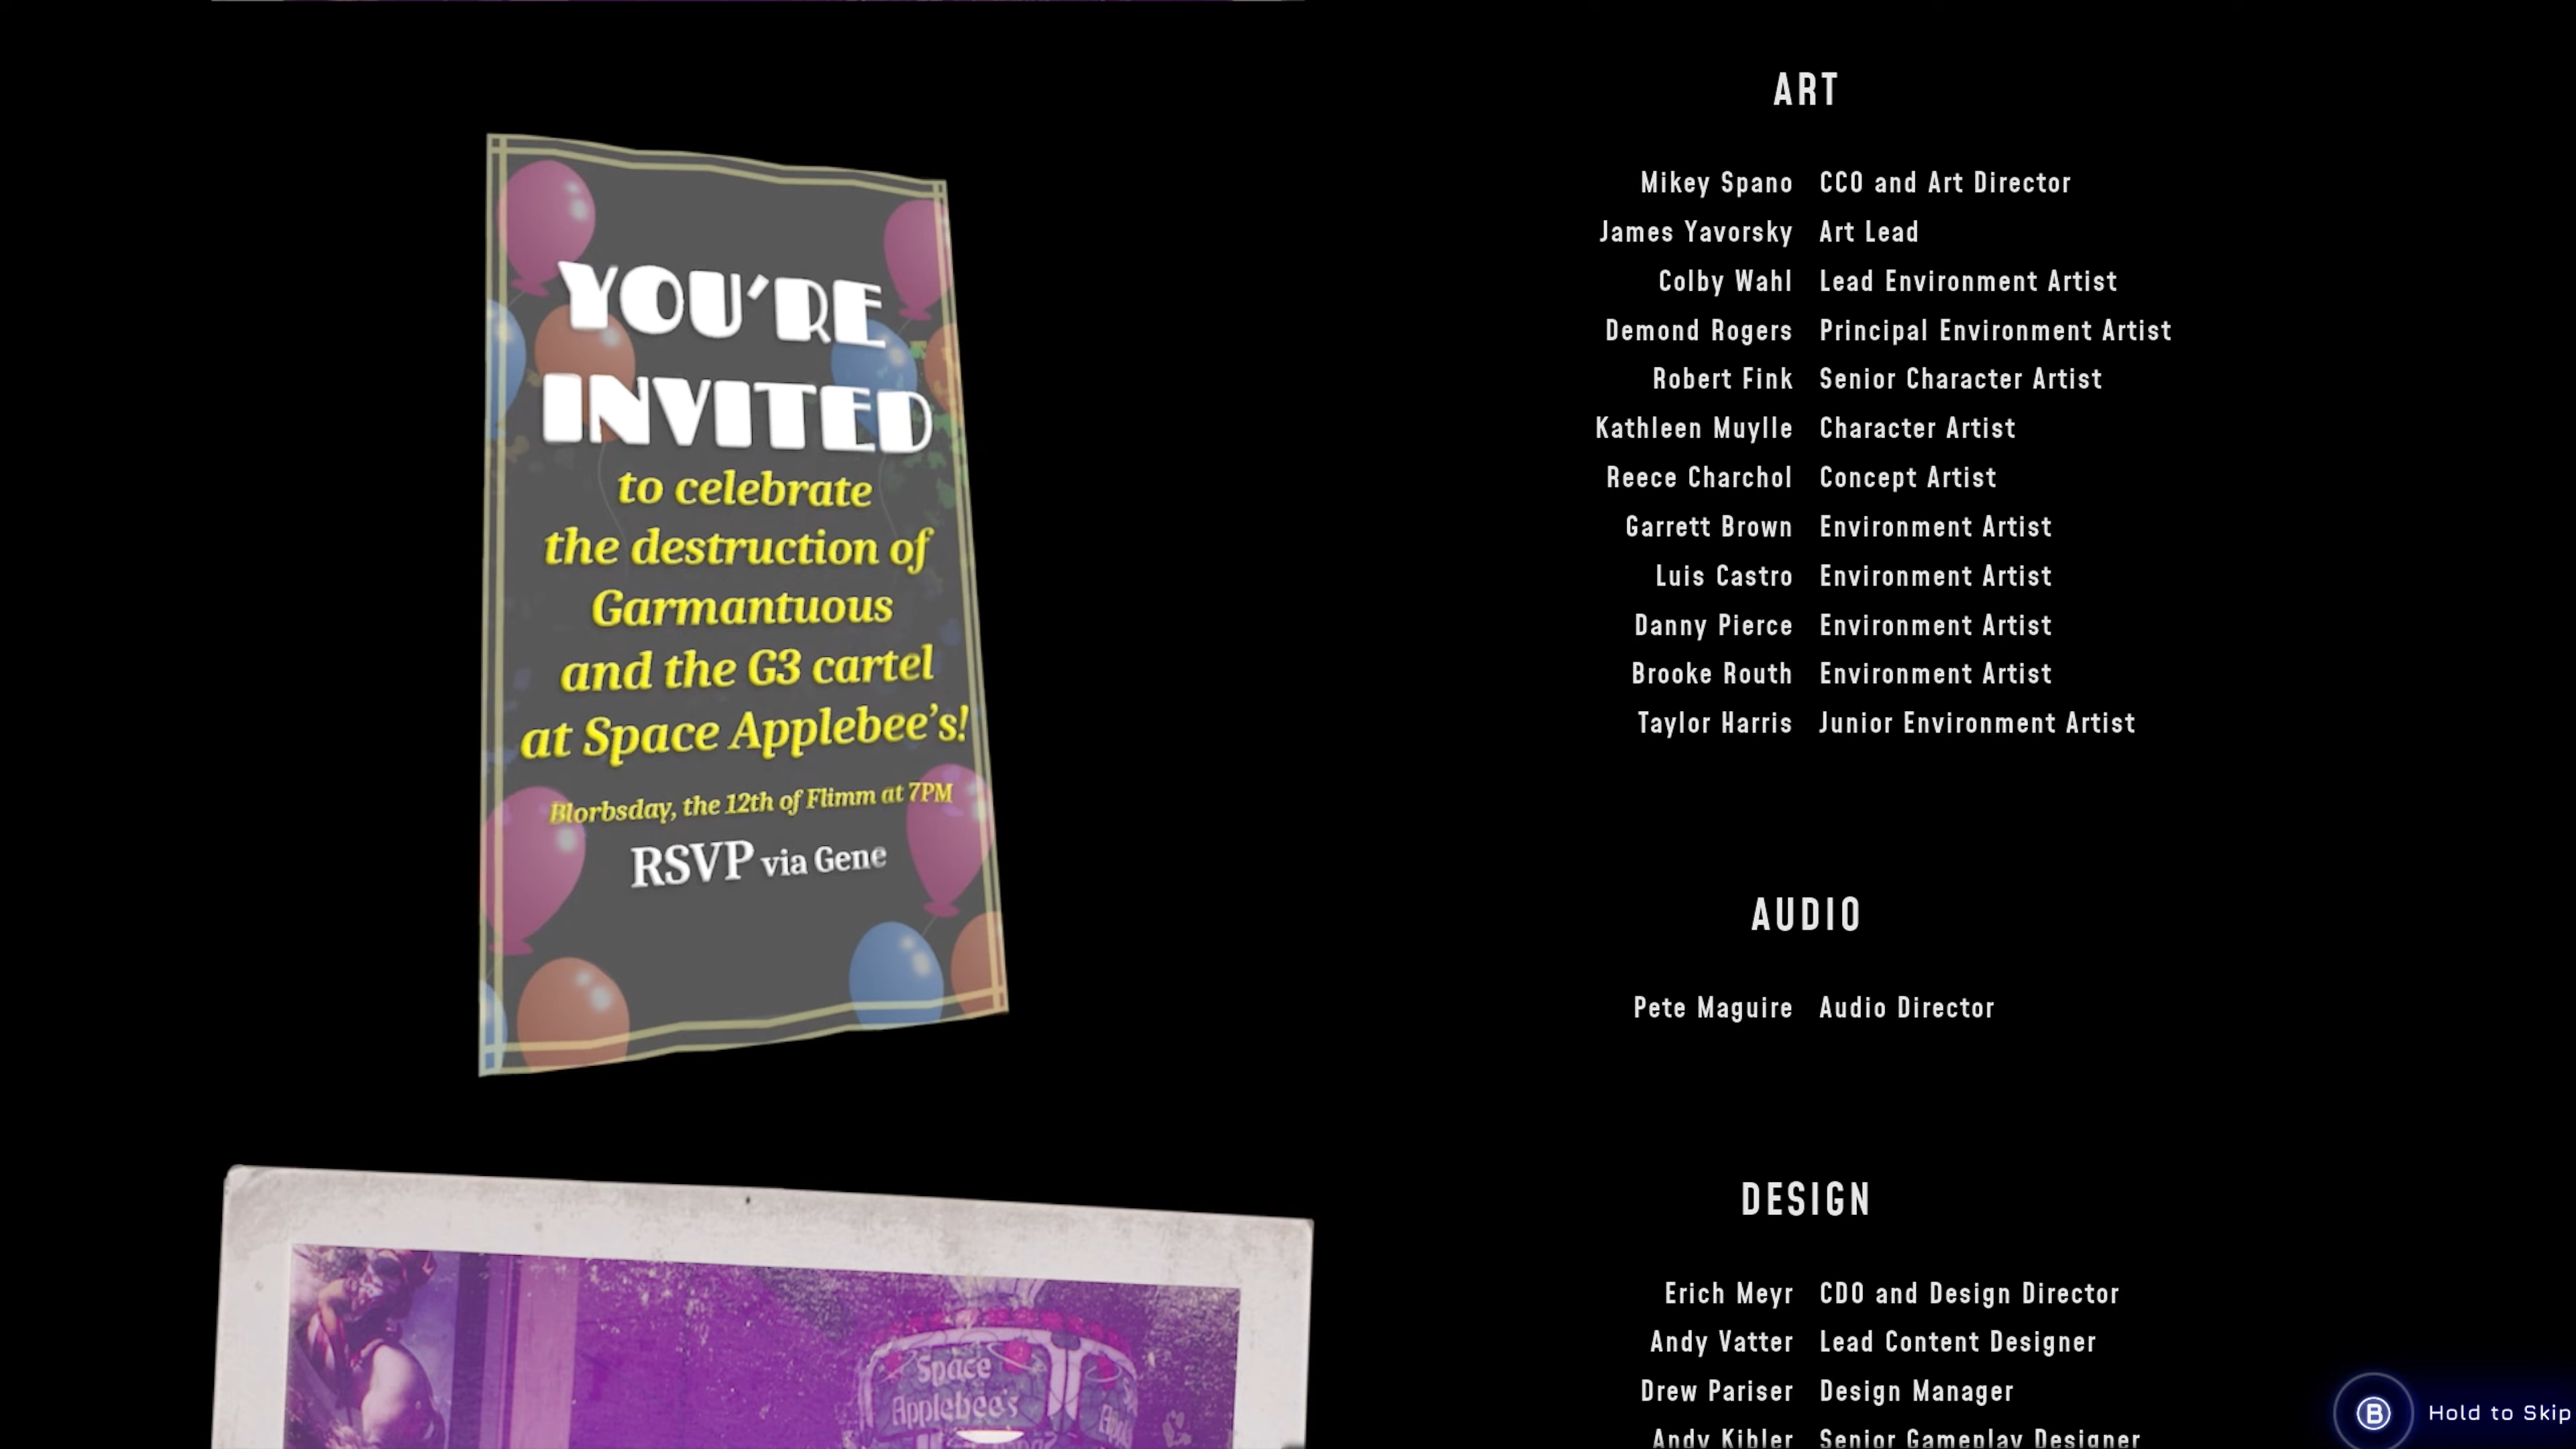 YOU'RE
INVITED
to celebrate
the destruction of
Garmantuous
and the G3 cartel
at Space Applebee's!
Blorbsday, the 12th of Flimm at 7PM
RSVP via Gene
Space
Applebee's
ART
Mikey Spano CCO and Art Director
James Yavorsky Art Lead
Colby Wahl Lead Environment Artist
Demond Rogers Principal Environment Artist
Robert Fink Senior Character Artist
Kathleen Muylle Character Artist
Reece Charchol Concept Artist
Garrett Brown Environment Artist
Luis Castro Environment Artist
Danny Pierce Environment Artist
Brooke Routh Environment Artist
Taylor Harris Junior Environment Artist
AUDIO
Pete Maguire Audio Director
DESIGN
Erich Meyr CDO and Design Director
Andy Vatter Lead Content Designer
Drew Pariser Design Manager
Andy Kibler Senior Gameplay Designer
B Hold to Skip